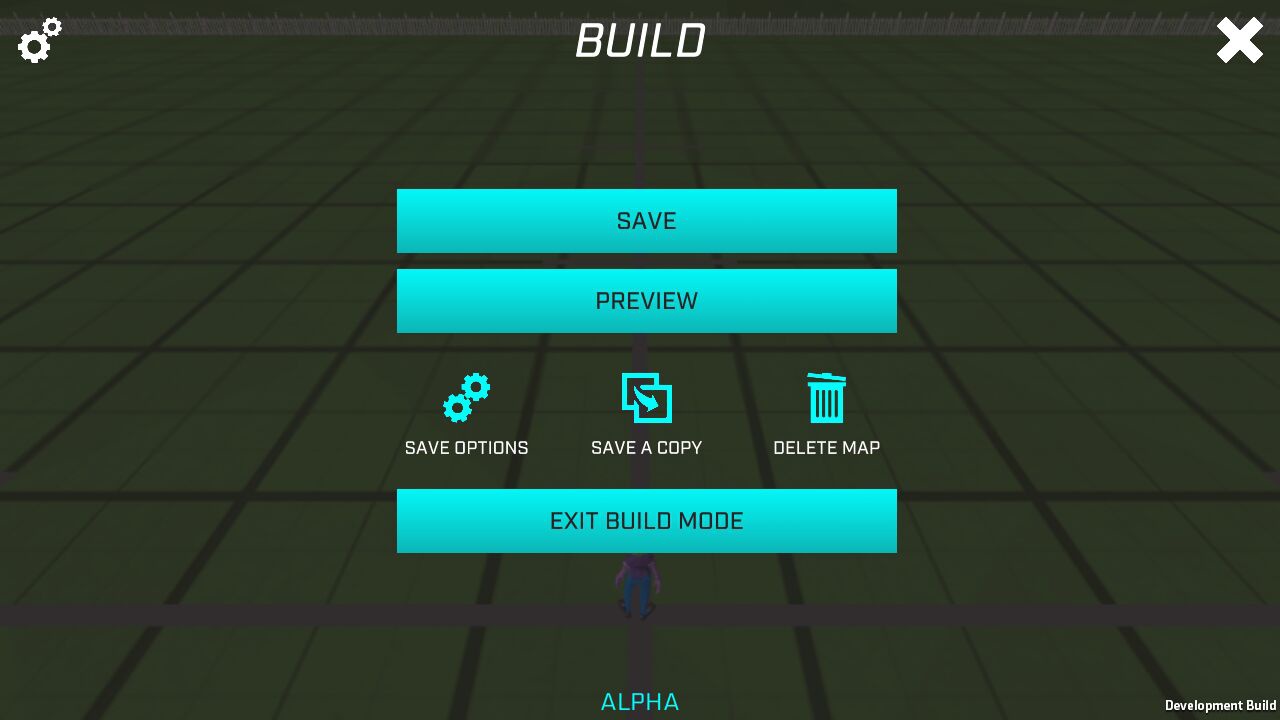 BUILD
SAVE
PREVIEW
SAVE OPTIONS
SAVE A COPY
DELETE MAP
EXIT BUILD MODE
ALPHA
Development Build